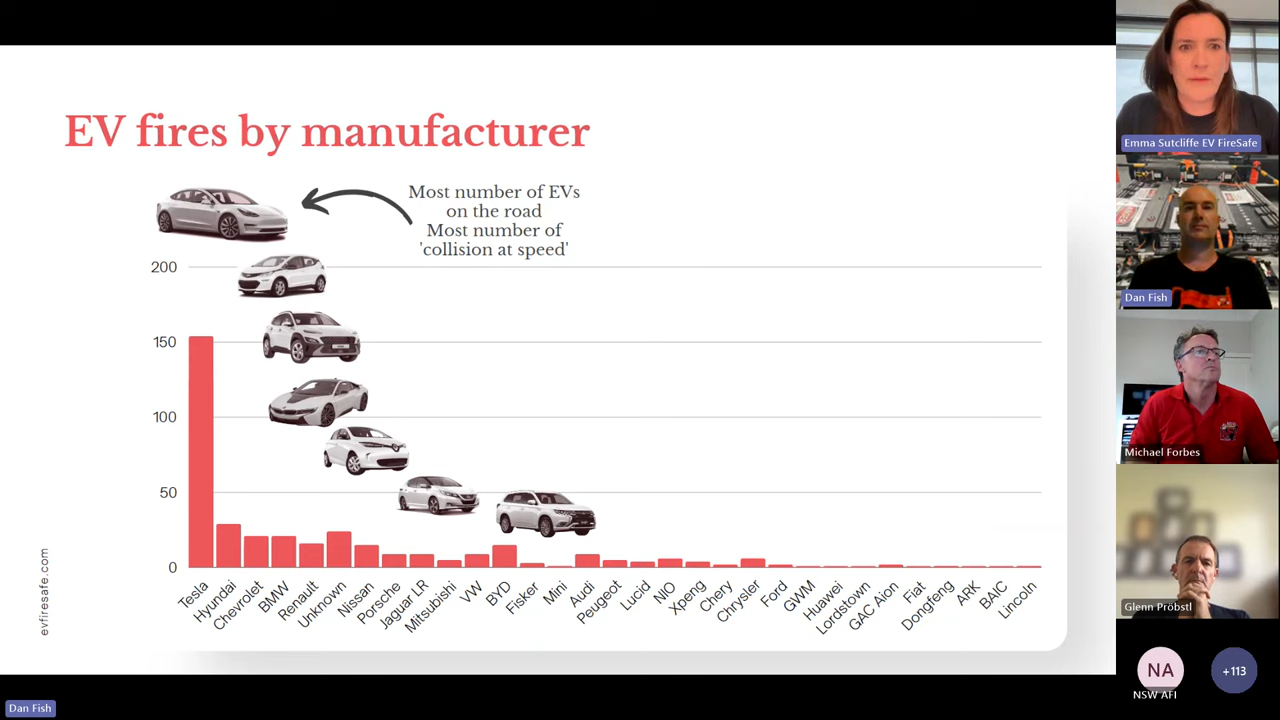 EV fires by manufacturer
Most number of EVs
on the road
Most number of
'collision at speed'
200
150
100
50
0
Tesla
Hyundai
Chevrolet
BMW
Renault
Unknown
Nissan
Porsche
Jaguar LR
Mitsubishi
VW
BYD
Fisker
Mini
Audi
Peugeot
Lucid
NIO
Xpeng
Chery
Chrysler
Ford
GWM
Huawei
Lordstown
GAC Aion
Fiat
Dongfeng
ARK
BAIC
Lincoln
evfiresafe.com
Emma Sutcliffe EV FireSafe
Dan Fish
Michael Forbes
Glenn Pröbstl
NA
NSW AFI
+113
Dan Fish